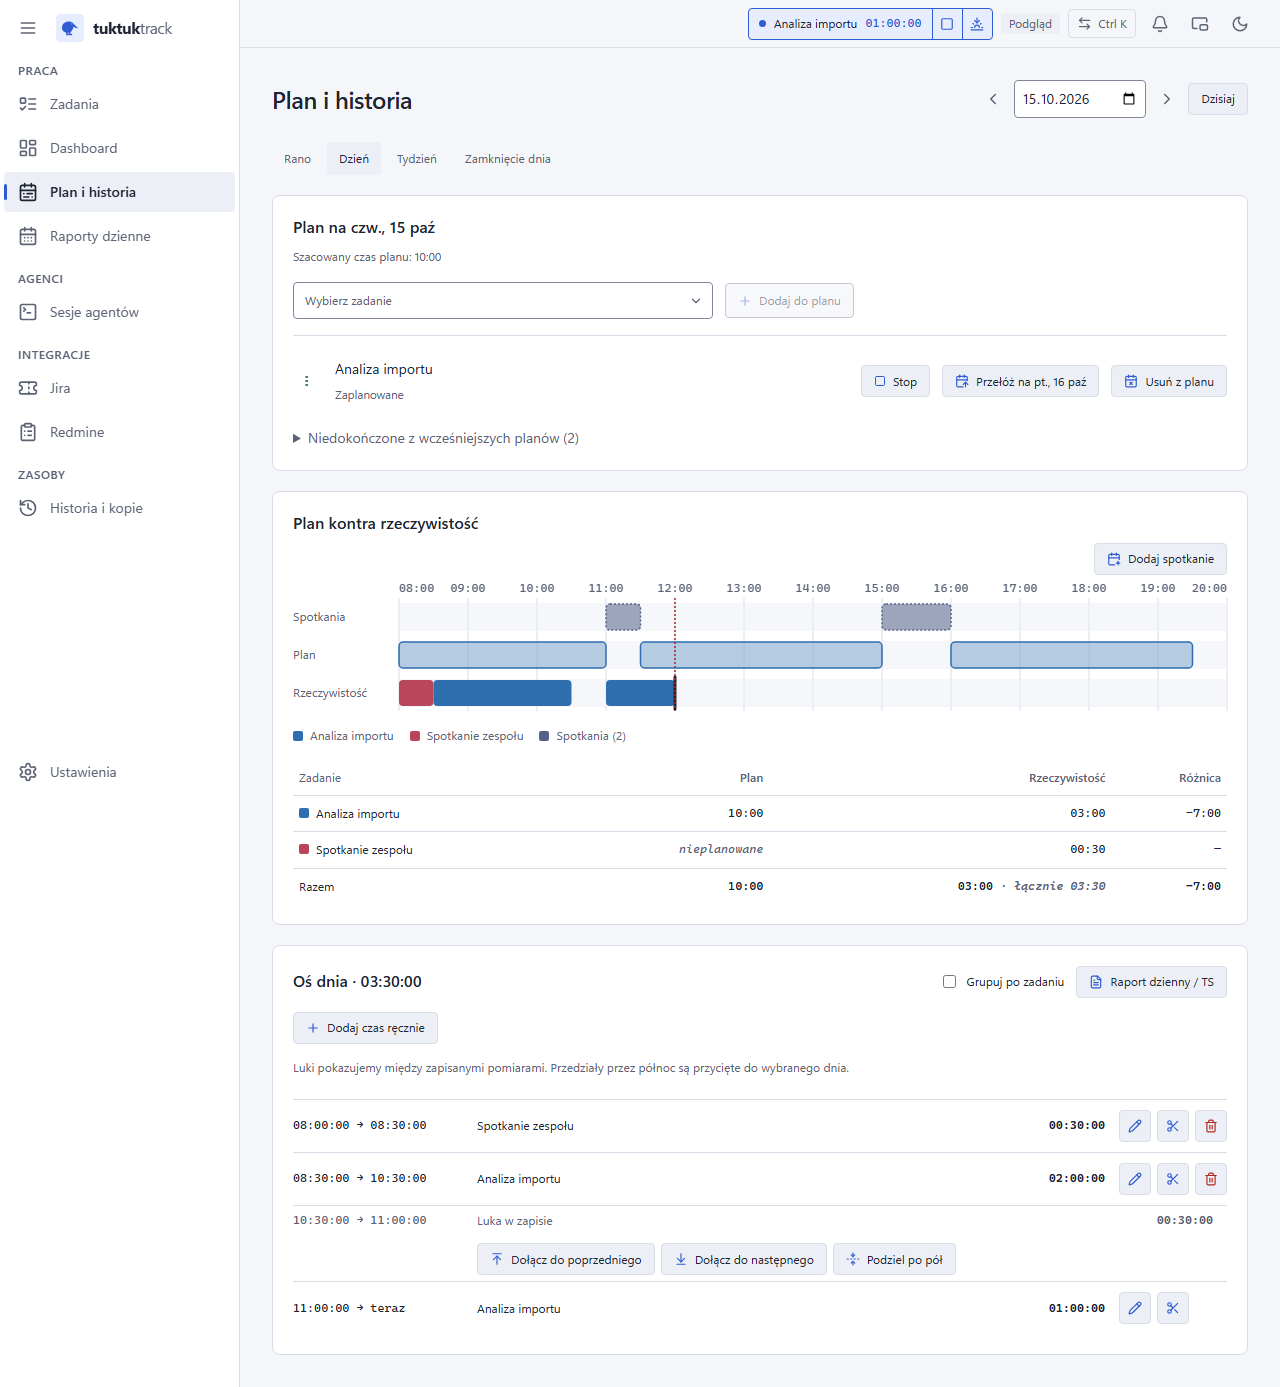 tuktuktrack
Analiza importu 01:00:00
Podgląd
Ctrl K
PRACA
Zadania
Dashboard
Plan i historia
Raporty dzienne
AGENCI
Sesje agentów
INTEGRACJE
Jira
Redmine
ZASOBY
Historia i kopie
Ustawienia
Plan i historia
15.10.2026
Dzisiaj
Rano
Dzień
Tydzień
Zamknięcie dnia
Plan na czw., 15 paź
Szacowany czas planu: 10:00
Wybierz zadanie
Dodaj do planu
Analiza importu
Zaplanowane
Stop
Przełóż na pt., 16 paź
Usuń z planu
Niedokończone z wcześniejszych planów (2)
Plan kontra rzeczywistość
Dodaj spotkanie
08:00 09:00 10:00 11:00 12:00 13:00 14:00 15:00 16:00 17:00 18:00 19:00 20:00
Spotkania
Plan
Rzeczywistość
Analiza importu Spotkanie zespołu Spotkania (2)
Zadanie Plan Rzeczywistość Różnica
Analiza importu 10:00 03:00 −7:00
Spotkanie zespołu nieplanowane 00:30 —
Razem 10:00 03:00 · łącznie 03:30 −7:00
Oś dnia · 03:30:00
Grupuj po zadaniu
Raport dzienny / TS
Dodaj czas ręcznie
Luki pokazujemy między zapisanymi pomiarami. Przedziały przez północ są przycięte do wybranego dnia.
08:00:00 → 08:30:00 Spotkanie zespołu 00:30:00
08:30:00 → 10:30:00 Analiza importu 02:00:00
10:30:00 → 11:00:00 Luka w zapisie 00:30:00
Dołącz do poprzedniego
Dołącz do następnego
Podziel po pół
11:00:00 → teraz Analiza importu 01:00:00